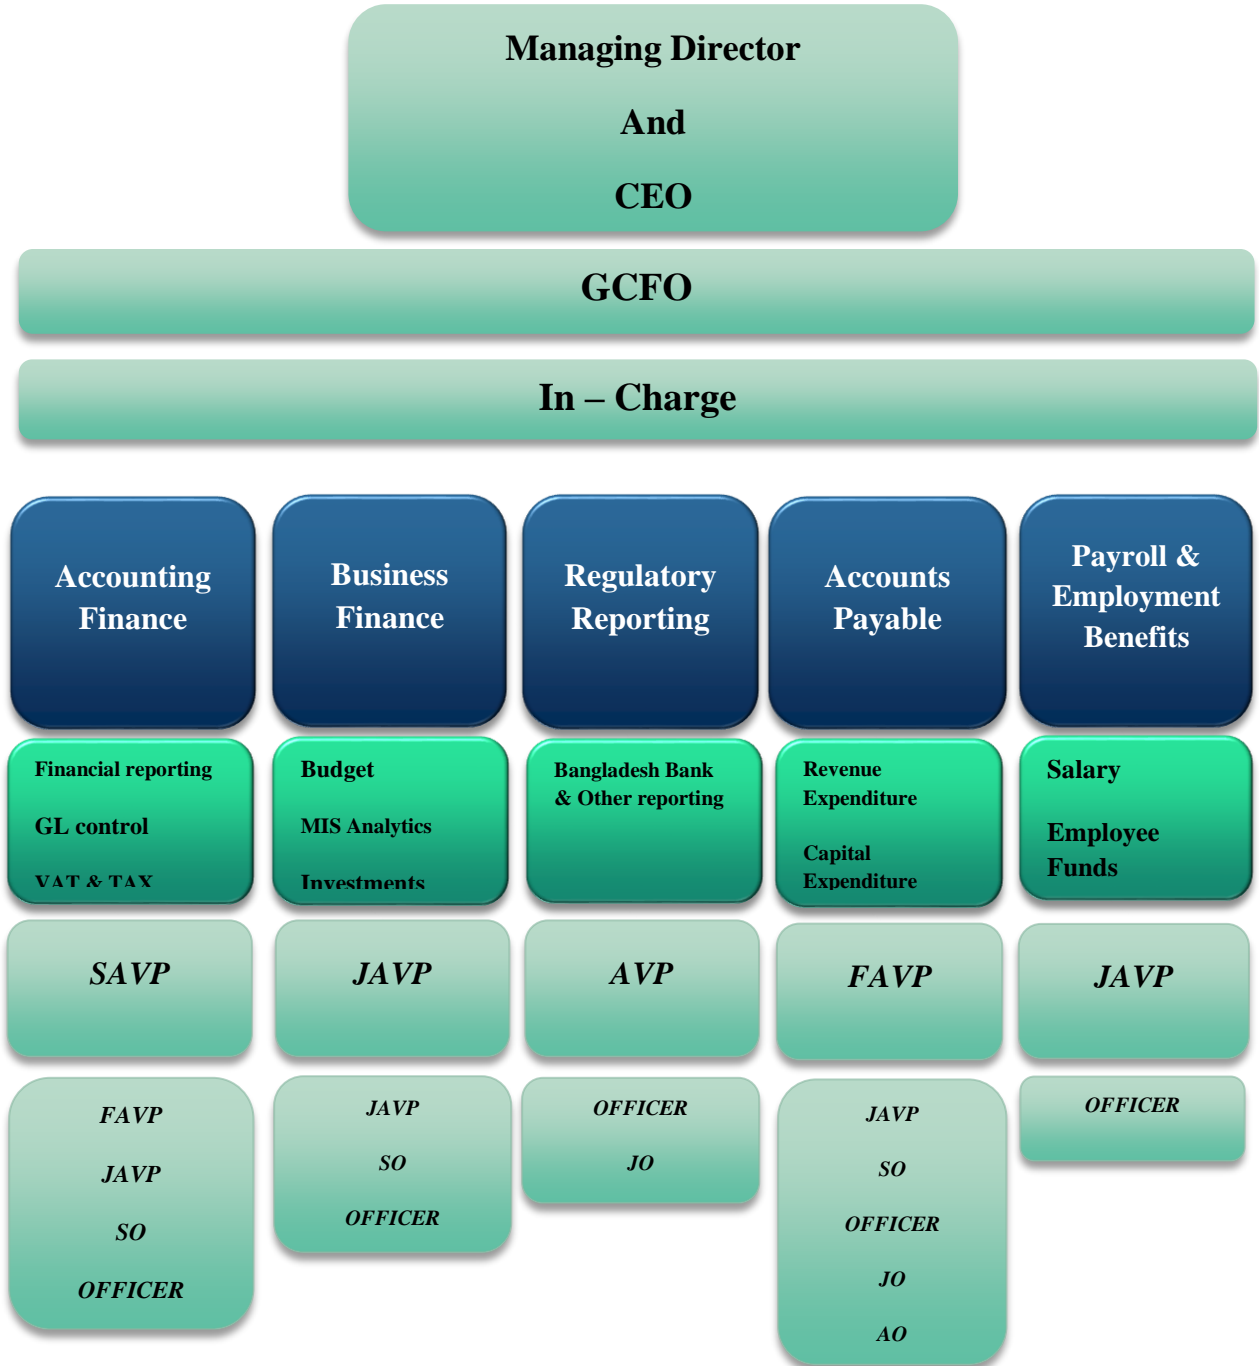 Managing Director
And
CEO
GCFO
In – Charge
Accounting
Finance
Business
Finance
Regulatory
Reporting
Accounts
Payable
Payroll &
Employment
Benefits
Financial reporting
GL control
VAT & TAX
Budget
MIS Analytics
Investments
Bangladesh Bank
& Other reporting
Revenue
Expenditure
Capital
Expenditure
Salary
Employee
Funds
SAVP
JAVP
AVP
FAVP
JAVP
FAVP
JAVP
SO
OFFICER
JAVP
SO
OFFICER
OFFICER
JO
JAVP
SO
OFFICER
JO
AO
OFFICER